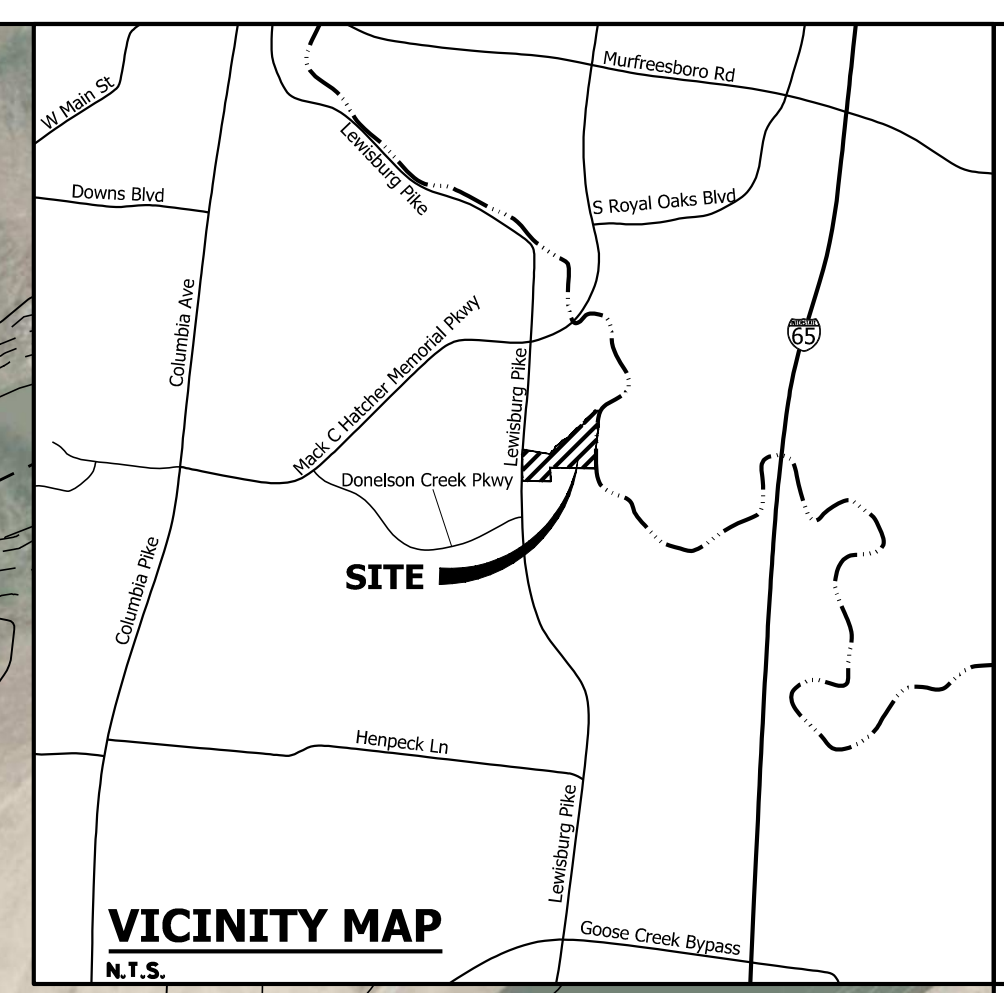 Murfreesboro Rd
W Main St
Lewisburg Pike
Downs Blvd
S Royal Oaks Blvd
Columbia Ave
Mack C Hatcher Memorial Pkwy
65
Lewisburg Pike
Donelson Creek Pkwy
SITE
Columbia Pike
Henpeck Ln
Lewisburg Pike
Goose Creek Bypass
VICINITY MAP
N.T.S.